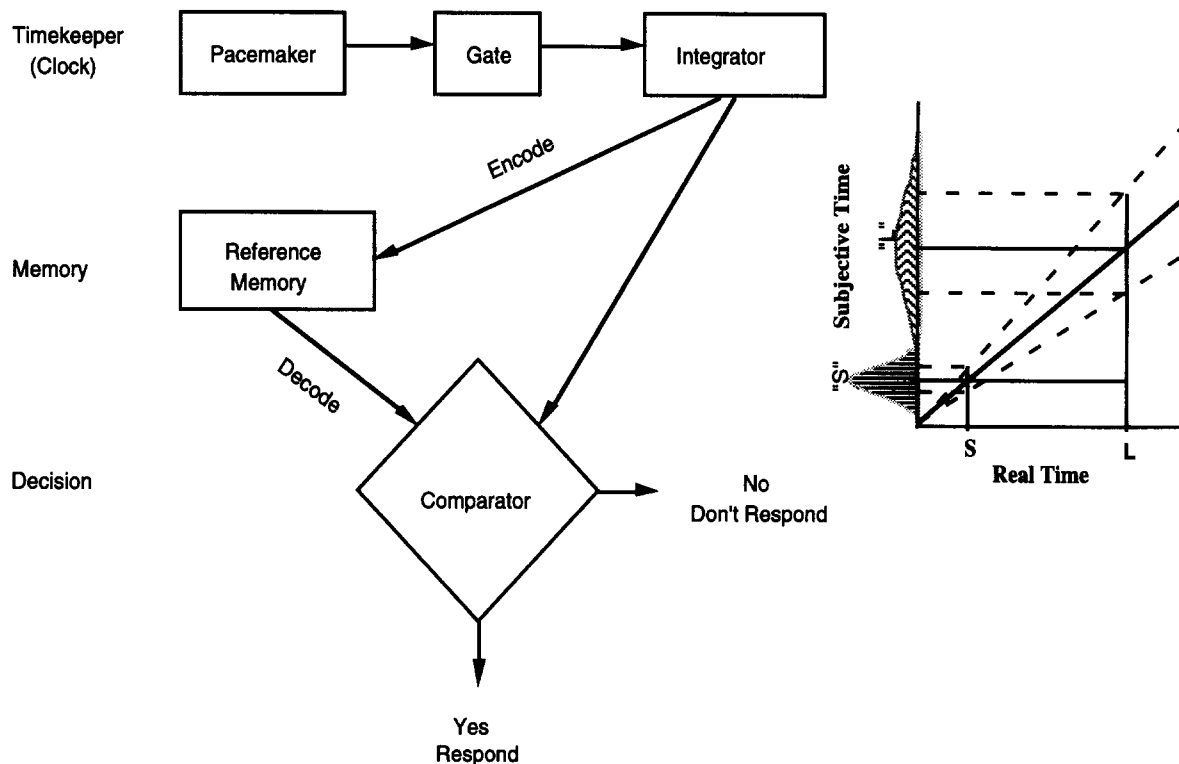 Timekeeper
(Clock)
Pacemaker
Gate
Integrator
Encode
Memory
Reference
Memory
Decode
Decision
Comparator
No
Don't Respond
Yes
Respond
Subjective Time
"L"
"S"
S
L
Real Time